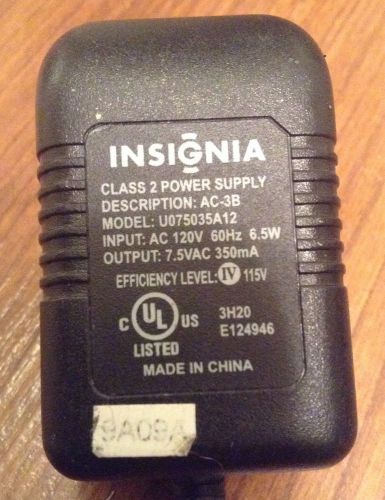 INSIGNIA
CLASS 2 POWER SUPPLY
DESCRIPTION: AC-3B
MODEL: U075035A12
INPUT: AC 120V 60Hz 6.5W
OUTPUT: 7.5VAC 350mA
EFFICIENCY LEVEL: IV 115V
C UL US
LISTED
3H20
E124946
MADE IN CHINA
9A09A